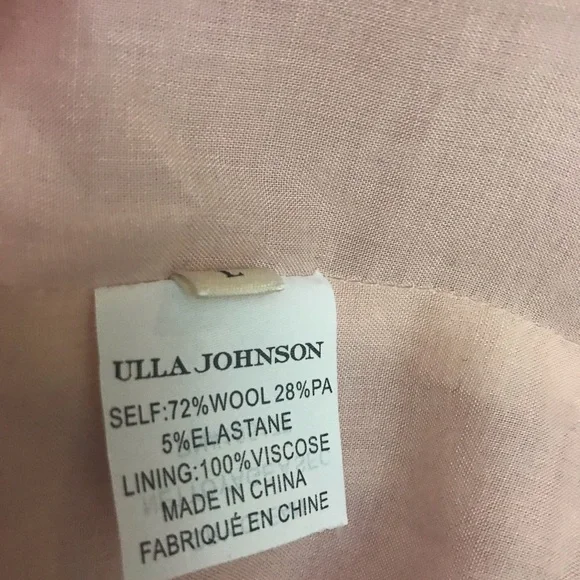 ULLA JOHNSON
SELF:72%WOOL 28%PA
5%ELASTANE
LINING:100%VISCOSE
MADE IN CHINA
FABRIQUÉ EN CHINE